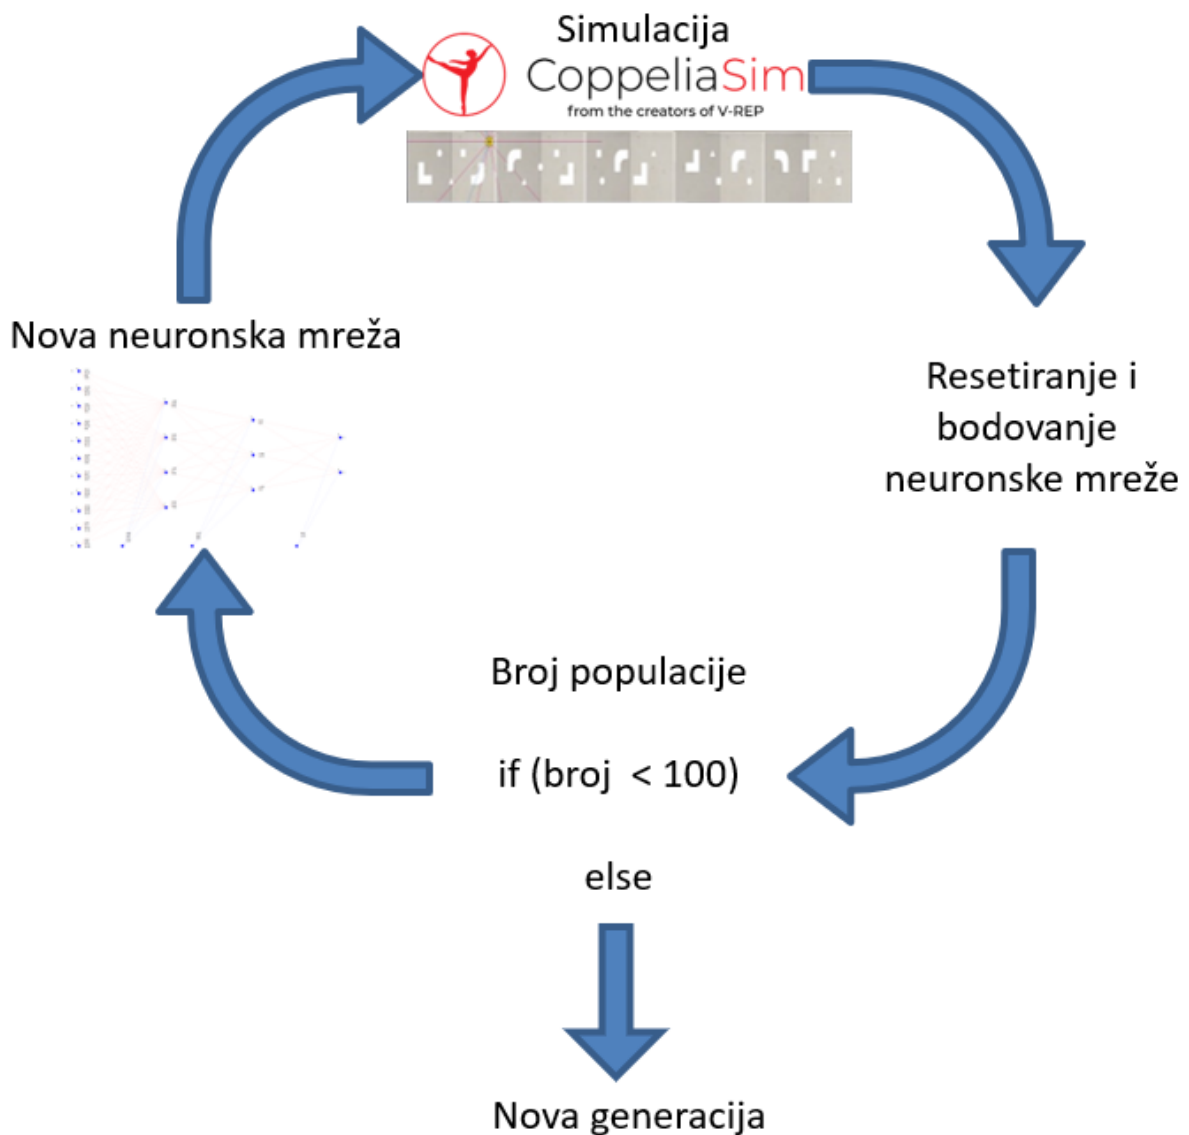 Simulacija
CoppeliaSim
from the creators of V-REP
Nova neuronska mreža
Resetiranje i
bodovanje
neuronske mreže
Broj populacije
if (broj < 100)
else
Nova generacija